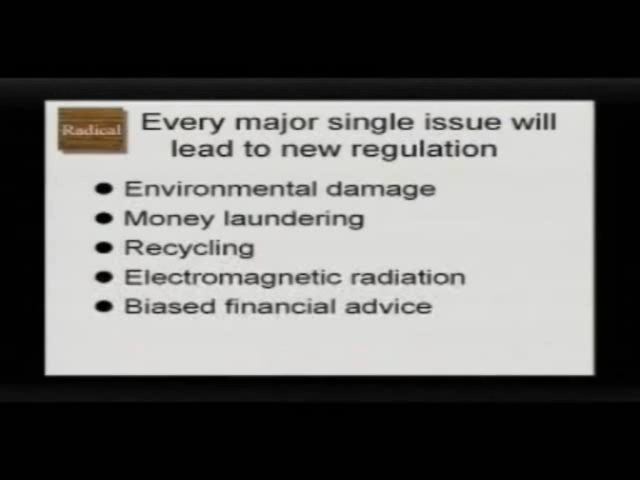 Radical
Every major single issue will
lead to new regulation
Environmental damage
Money laundering
Recycling
Electromagnetic radiation
Biased financial advice